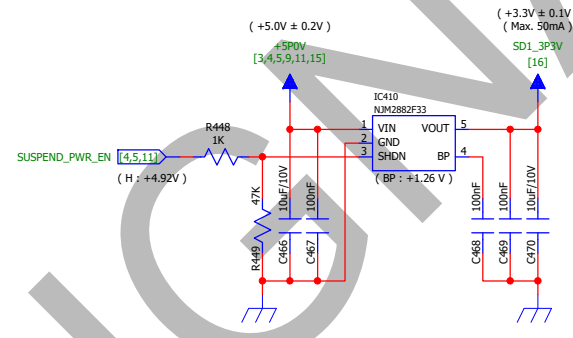 ( +5.0V ± 0.2V )
+5P0V
[3,4,5,9,11,15]
( +3.3V ± 0.1V )
( Max. 50mA )
SD1_3P3V
[16]
IC410
NJM2882F33
1 VIN VOUT 5
2 GND
3 SHDN BP 4
( BP : +1.26 V )
R448
1K
SUSPEND_PWR_EN [4,5,11]
( H : +4.92V )
47K
R449
10uF/10V
C466
100nF
C467
100nF
C468
100nF
C469
10uF/10V
C470